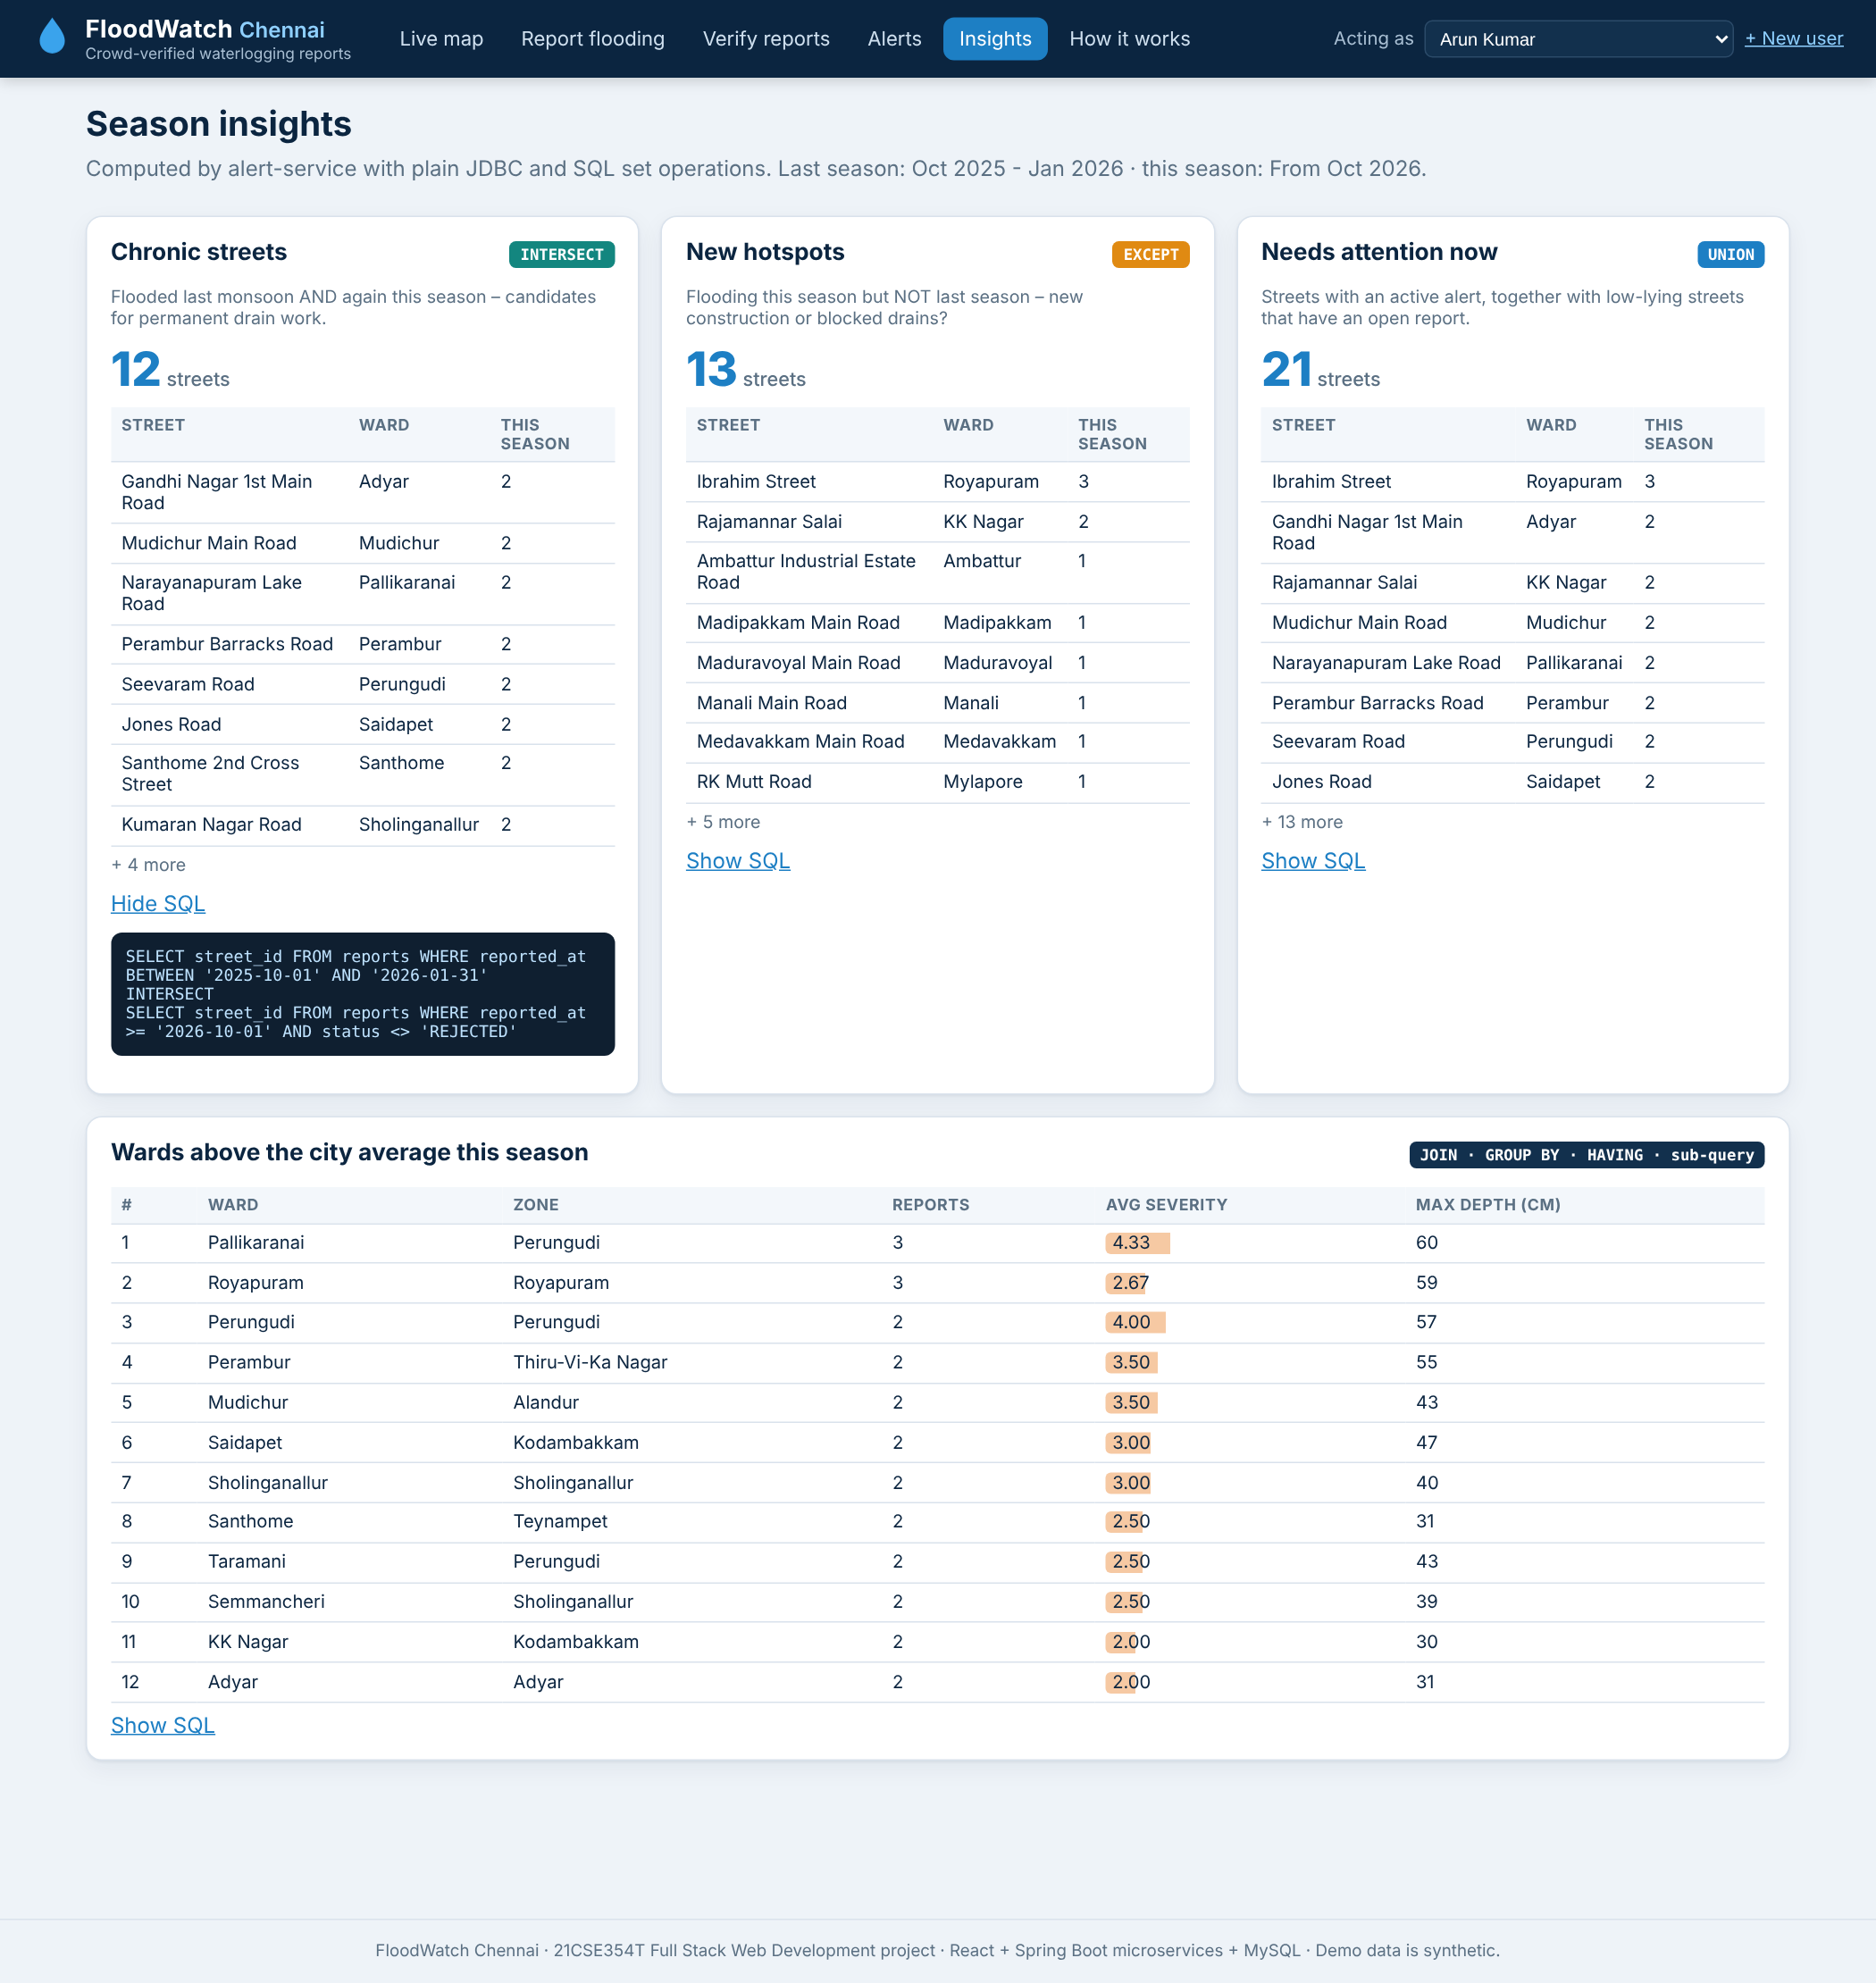 FloodWatch Chennai
Crowd-verified waterlogging reports
Live map
Report flooding
Verify reports
Alerts
Insights
How it works
Acting as
Arun Kumar
+ New user
Season insights
Computed by alert-service with plain JDBC and SQL set operations. Last season: Oct 2025 - Jan 2026 · this season: From Oct 2026.
Chronic streets INTERSECT
Flooded last monsoon AND again this season – candidates
for permanent drain work.
12 streets
STREET WARD THIS
SEASON
Gandhi Nagar 1st Main Adyar 2
Road
Mudichur Main Road Mudichur 2
Narayanapuram Lake Pallikaranai 2
Road
Perambur Barracks Road Perambur 2
Seevaram Road Perungudi 2
Jones Road Saidapet 2
Santhome 2nd Cross Santhome 2
Street
Kumaran Nagar Road Sholinganallur 2
+ 4 more
Hide SQL
SELECT street_id FROM reports WHERE reported_at
BETWEEN '2025-10-01' AND '2026-01-31'
INTERSECT
SELECT street_id FROM reports WHERE reported_at
>= '2026-10-01' AND status <> 'REJECTED'
New hotspots EXCEPT
Flooding this season but NOT last season – new
construction or blocked drains?
13 streets
STREET WARD THIS
SEASON
Ibrahim Street Royapuram 3
Rajamannar Salai KK Nagar 2
Ambattur Industrial Estate Ambattur 1
Road
Madipakkam Main Road Madipakkam 1
Maduravoyal Main Road Maduravoyal 1
Manali Main Road Manali 1
Medavakkam Main Road Medavakkam 1
RK Mutt Road Mylapore 1
+ 5 more
Show SQL
Needs attention now UNION
Streets with an active alert, together with low-lying streets
that have an open report.
21 streets
STREET WARD THIS
SEASON
Ibrahim Street Royapuram 3
Gandhi Nagar 1st Main Adyar 2
Road
Rajamannar Salai KK Nagar 2
Mudichur Main Road Mudichur 2
Narayanapuram Lake Road Pallikaranai 2
Perambur Barracks Road Perambur 2
Seevaram Road Perungudi 2
Jones Road Saidapet 2
+ 13 more
Show SQL
Wards above the city average this season JOIN · GROUP BY · HAVING · sub-query
# WARD ZONE REPORTS AVG SEVERITY MAX DEPTH (CM)
1 Pallikaranai Perungudi 3 4.33 60
2 Royapuram Royapuram 3 2.67 59
3 Perungudi Perungudi 2 4.00 57
4 Perambur Thiru-Vi-Ka Nagar 2 3.50 55
5 Mudichur Alandur 2 3.50 43
6 Saidapet Kodambakkam 2 3.00 47
7 Sholinganallur Sholinganallur 2 3.00 40
8 Santhome Teynampet 2 2.50 31
9 Taramani Perungudi 2 2.50 43
10 Semmancheri Sholinganallur 2 2.50 39
11 KK Nagar Kodambakkam 2 2.00 30
12 Adyar Adyar 2 2.00 31
Show SQL
FloodWatch Chennai · 21CSE354T Full Stack Web Development project · React + Spring Boot microservices + MySQL · Demo data is synthetic.